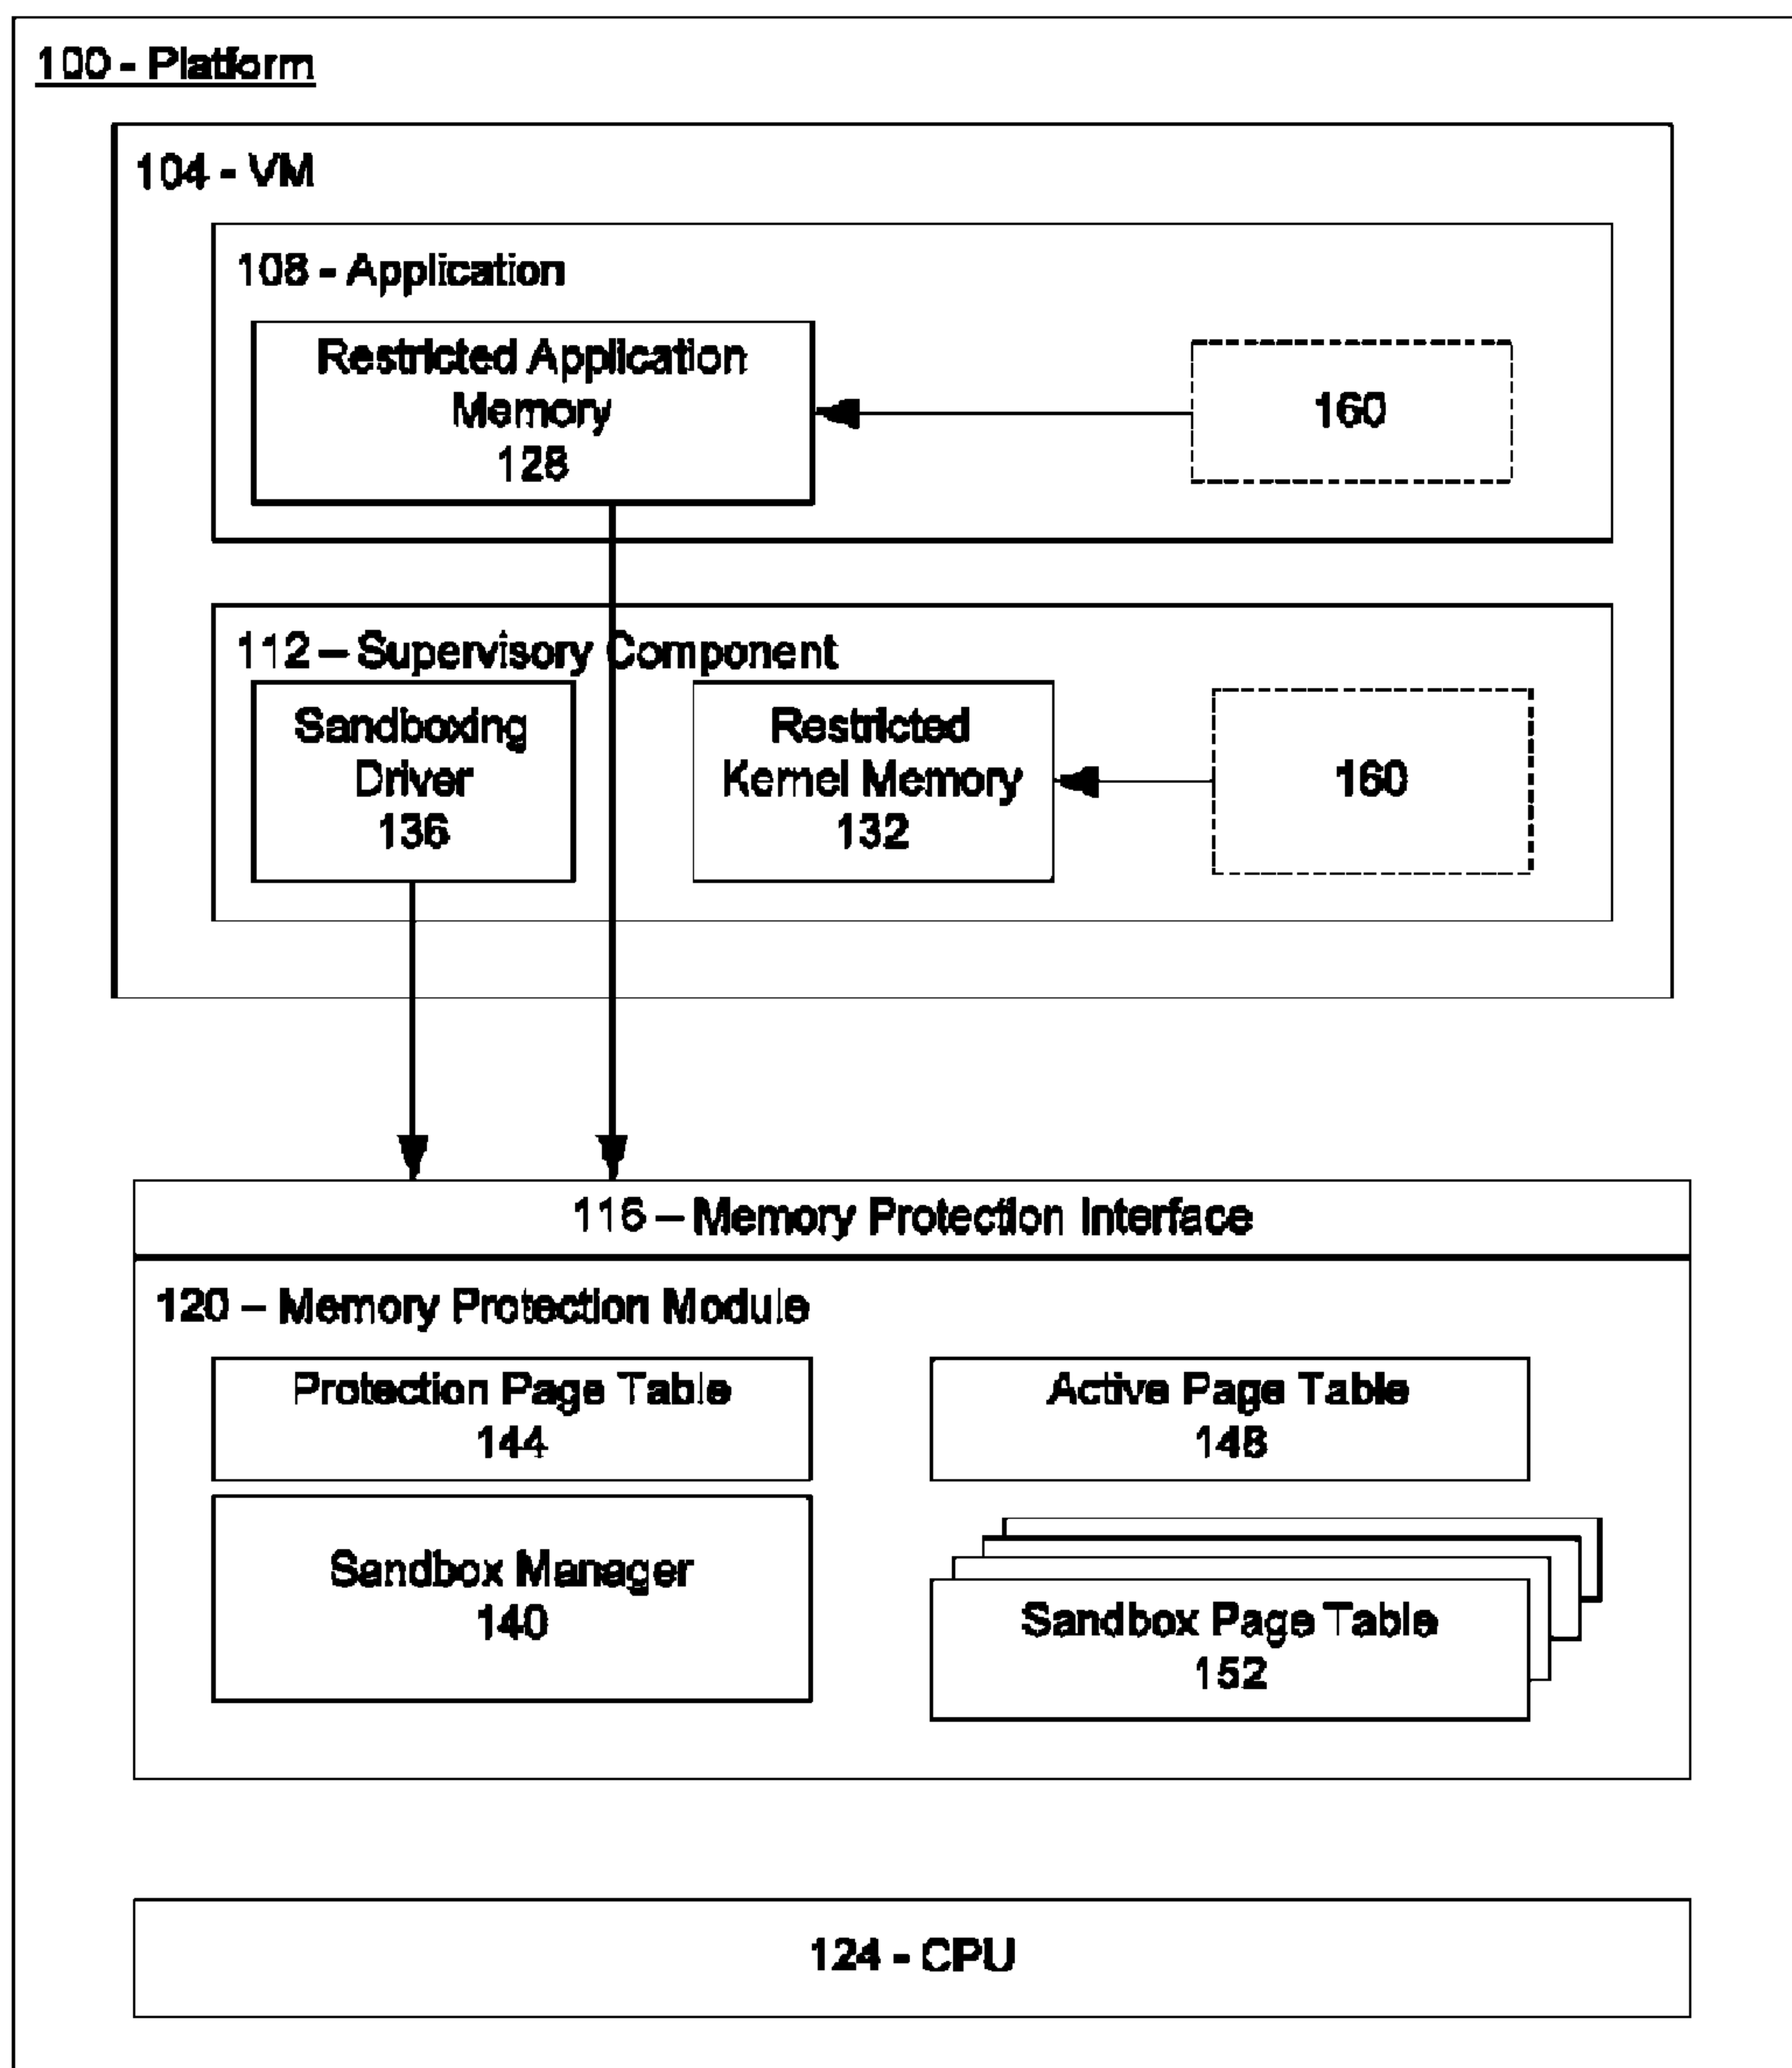 100 - Platform
104 - VM
108 - Application
Restricted Application
Memory
128
160
112 – Supervisory Component
Sandboxing
Driver
136
Restricted
Kernel Memory
132
160
116 – Memory Protection Interface
120 – Memory Protection Module
Protection Page Table
144
Active Page Table
148
Sandbox Manager
140
Sandbox Page Table
152
124 - CPU